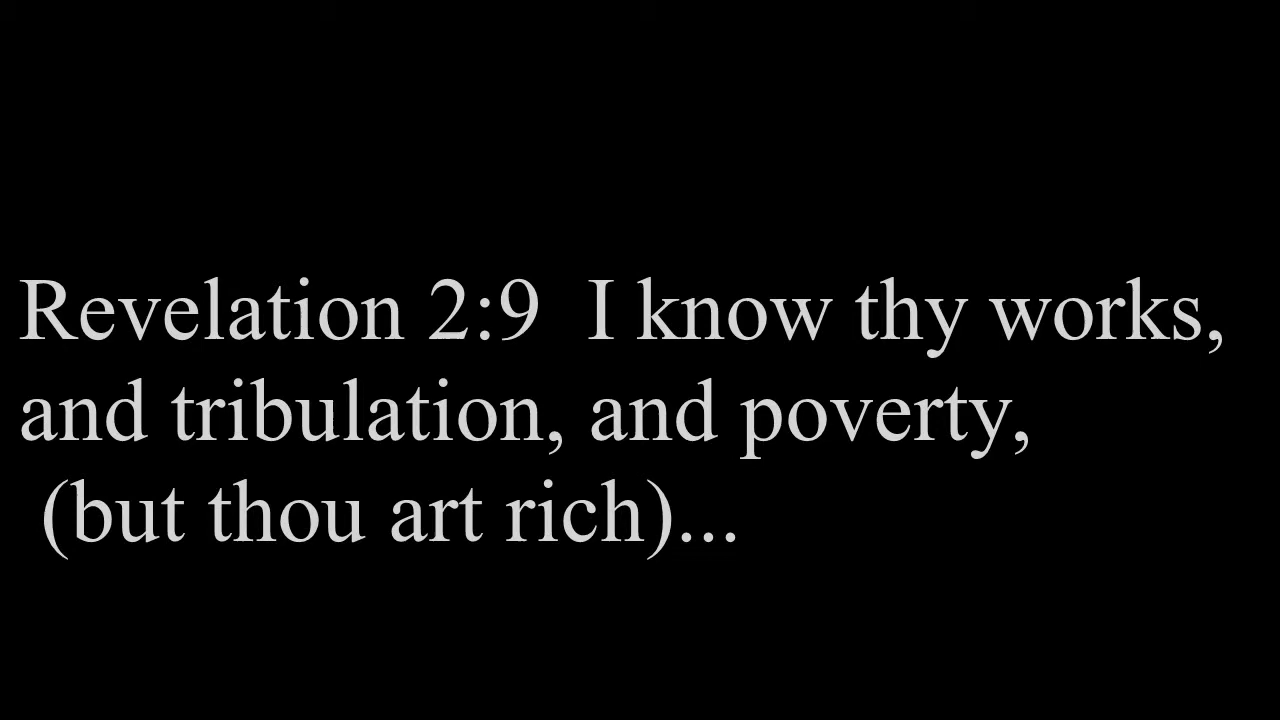 Revelation 2:9  I know thy works,
and tribulation, and poverty,
(but thou art rich)...